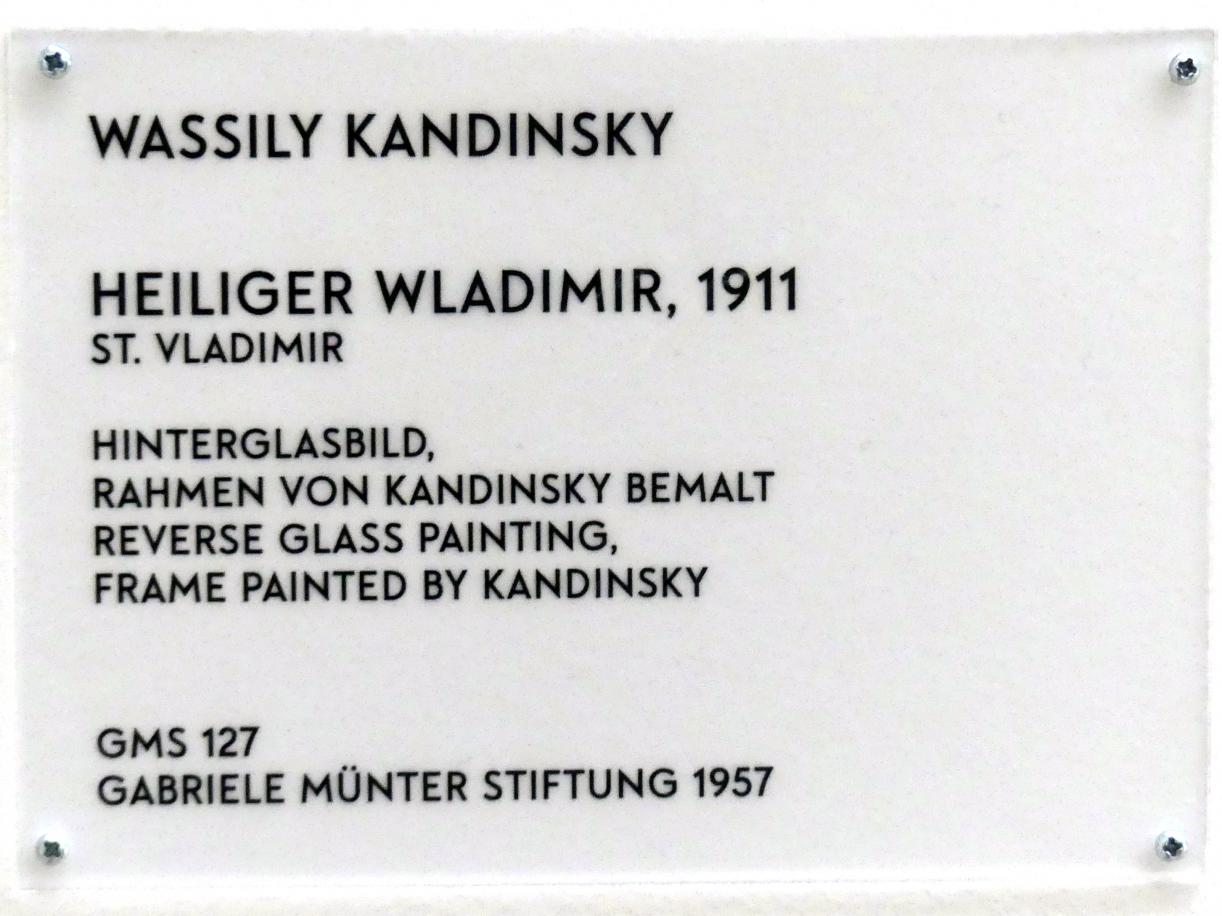 WASSILY KANDINSKY
HEILIGER WLADIMIR, 1911
ST. VLADIMIR
HINTERGLASBILD,
RAHMEN VON KANDINSKY BEMALT
REVERSE GLASS PAINTING,
FRAME PAINTED BY KANDINSKY
GMS 127
GABRIELE MÜNTER STIFTUNG 1957